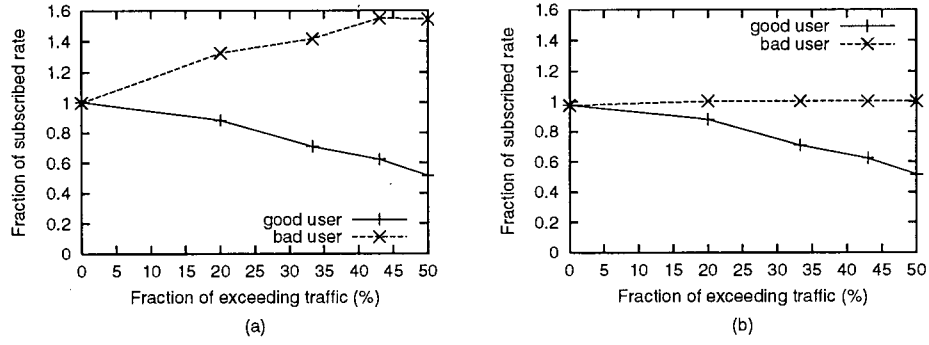 Fraction of subscribed rate
1.6
1.4
1.2
1
0.8
0.6
0.4
0.2
0
good user
bad user
0 5 10 15 20 25 30 35 40 45 50
Fraction of exceeding traffic (%)
(a)
Fraction of subscribed rate
1.6
1.4
1.2
1
0.8
0.6
0.4
0.2
0
good user
bad user
0 5 10 15 20 25 30 35 40 45 50
Fraction of exceeding traffic (%)
(b)